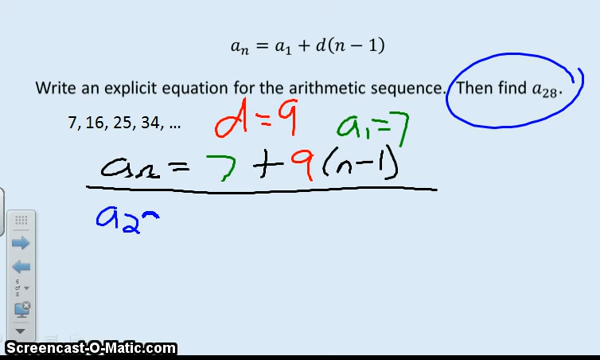 aₙ = a₁ + d(n − 1)
Write an explicit equation for the arithmetic sequence. Then find a₂₈.
7, 16, 25, 34, ... d = 9 a₁ = 7
aₙ = 7 + 9(n−1)
a₂
Screencast-O-Matic.com